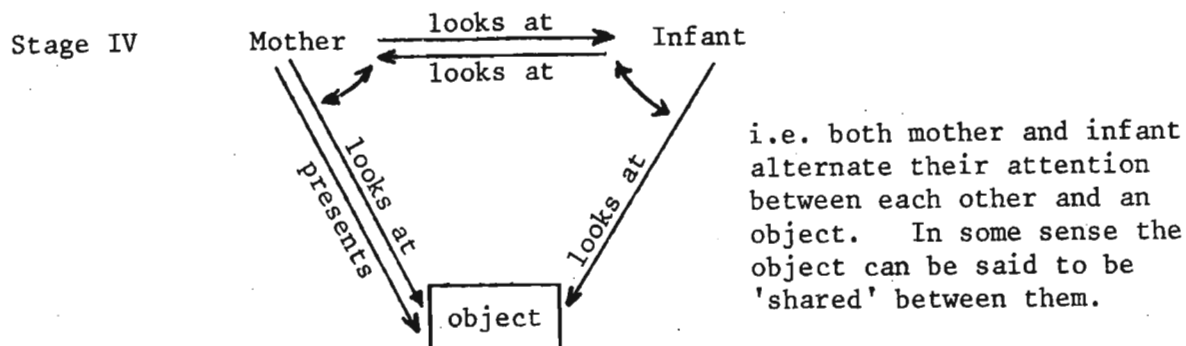 Stage IV
Mother
looks at
Infant
looks at
looks at
presents
looks at
object
i.e. both mother and infant
alternate their attention
between each other and an
object. In some sense the
object can be said to be
'shared' between them.